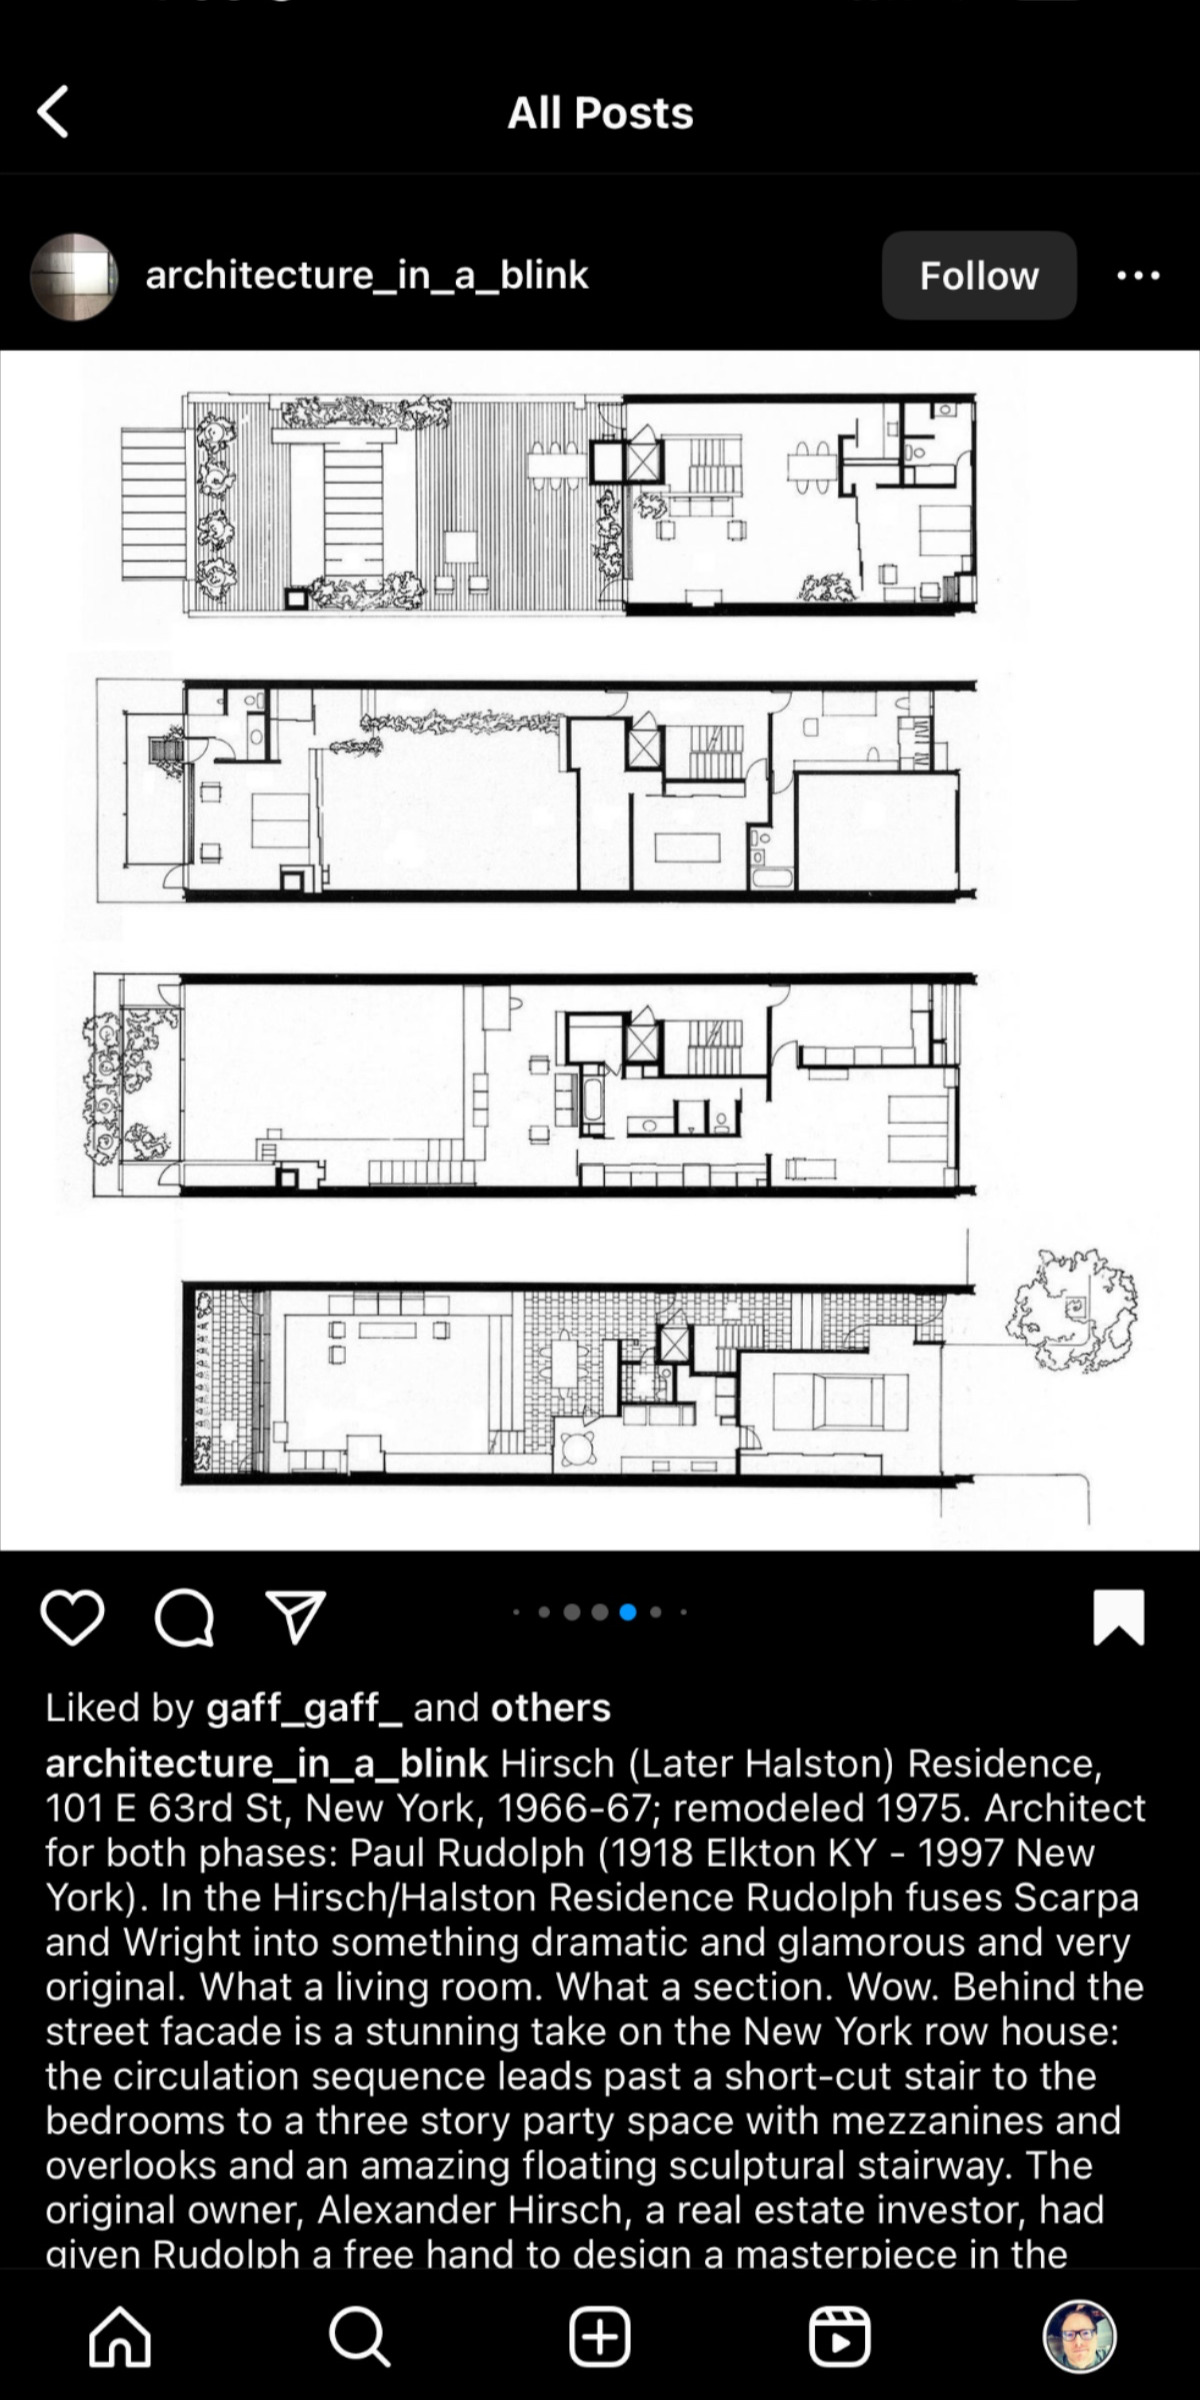 All Posts
architecture_in_a_blink
Follow
Liked by gaff_gaff_ and others
architecture_in_a_blink Hirsch (Later Halston) Residence,
101 E 63rd St, New York, 1966-67; remodeled 1975. Architect
for both phases: Paul Rudolph (1918 Elkton KY - 1997 New
York). In the Hirsch/Halston Residence Rudolph fuses Scarpa
and Wright into something dramatic and glamorous and very
original. What a living room. What a section. Wow. Behind the
street facade is a stunning take on the New York row house:
the circulation sequence leads past a short-cut stair to the
bedrooms to a three story party space with mezzanines and
overlooks and an amazing floating sculptural stairway. The
original owner, Alexander Hirsch, a real estate investor, had
given Rudolph a free hand to design a masterpiece in the